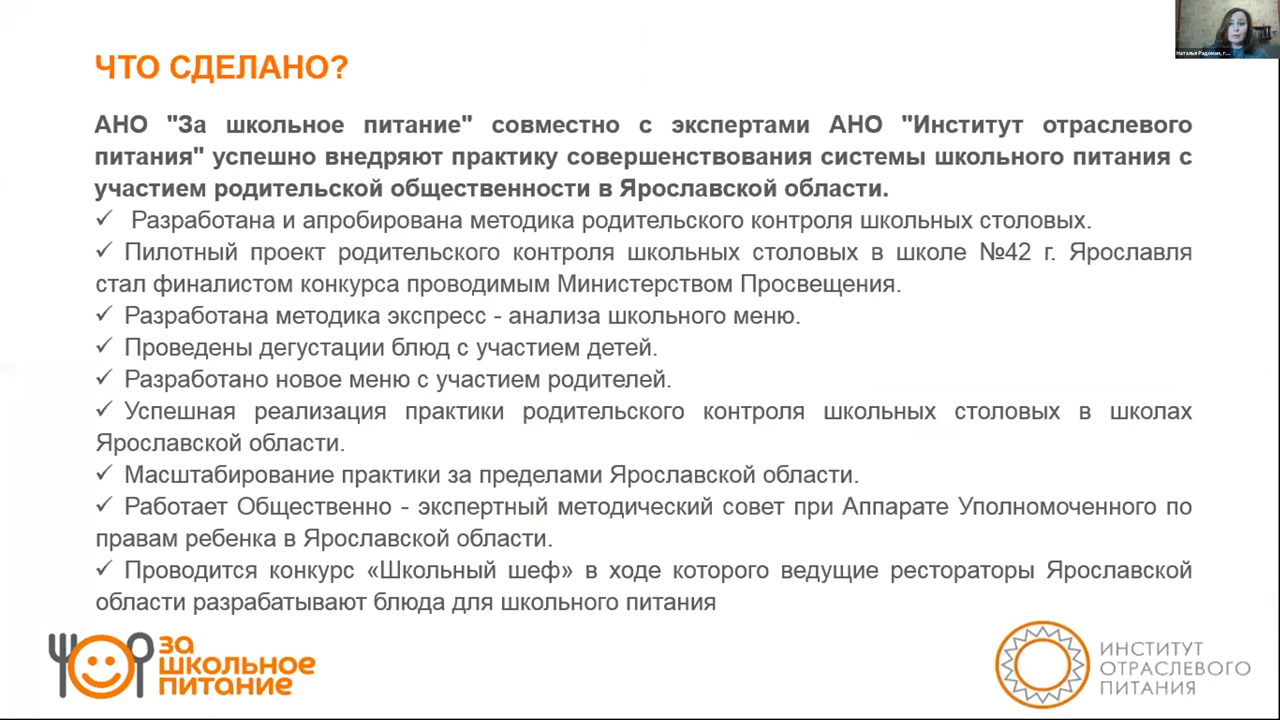 Наталья Радоман, г....
ЧТО СДЕЛАНО?
АНО "За школьное питание" совместно с экспертами АНО "Институт отраслевого
питания" успешно внедряют практику совершенствования системы школьного питания с
участием родительской общественности в Ярославской области.
✓ Разработана и апробирована методика родительского контроля школьных столовых.
✓ Пилотный проект родительского контроля школьных столовых в школе №42 г. Ярославля
стал финалистом конкурса проводимым Министерством Просвещения.
✓ Разработана методика экспресс - анализа школьного меню.
✓ Проведены дегустации блюд с участием детей.
✓ Разработано новое меню с участием родителей.
✓ Успешная реализация практики родительского контроля школьных столовых в школах
Ярославской области.
✓ Масштабирование практики за пределами Ярославской области.
✓ Работает Общественно - экспертный методический совет при Аппарате Уполномоченного по
правам ребенка в Ярославской области.
✓ Проводится конкурс «Школьный шеф» в ходе которого ведущие рестораторы Ярославской
области разрабатывают блюда для школьного питания
за
школьное
питание
ИНСТИТУТ
ОТРАСЛЕВОГО
ПИТАНИЯ